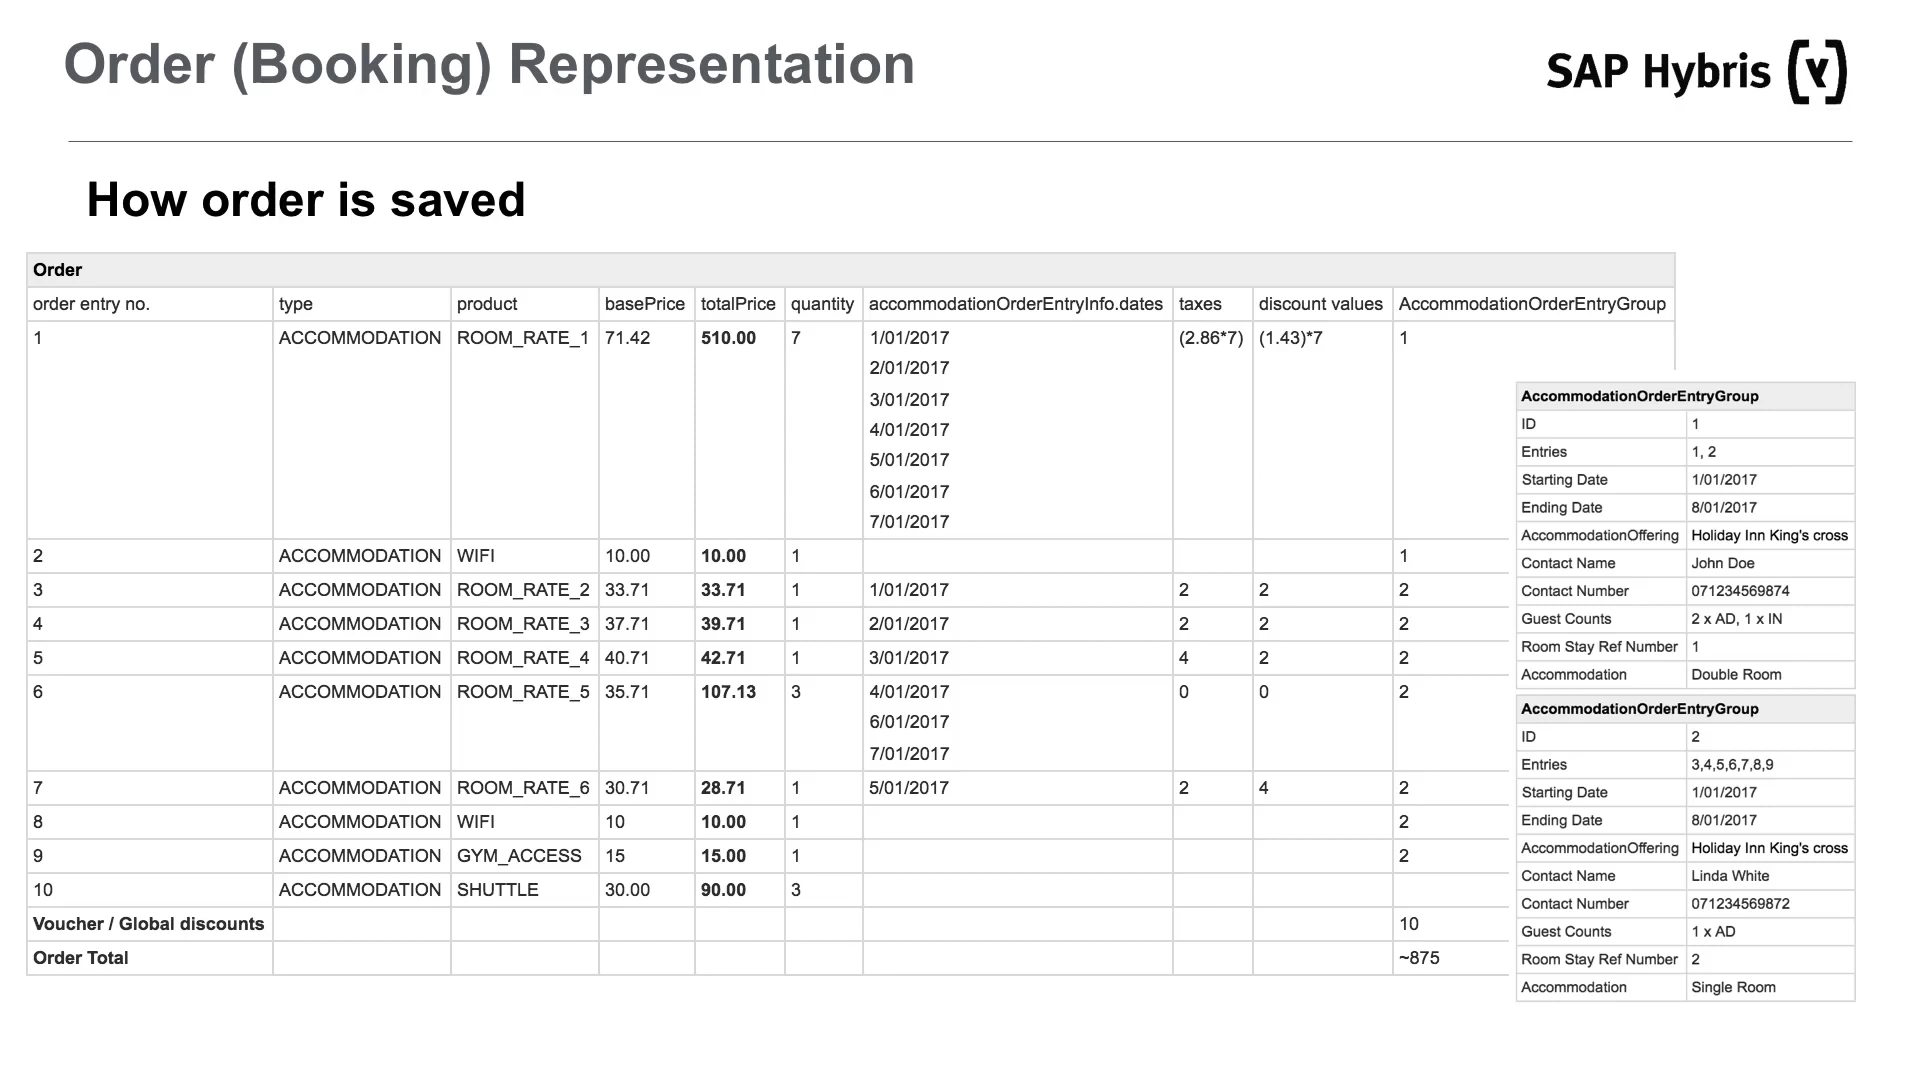 Order (Booking) Representation
SAP Hybris (y)
How order is saved
Order
order entry no. type product basePrice totalPrice quantity accommodationOrderEntryInfo.dates taxes discount values AccommodationOrderEntryGroup
1 ACCOMMODATION ROOM_RATE_1 71.42 510.00 7 1/01/2017 (2.86*7) (1.43)*7 1
2/01/2017
3/01/2017
4/01/2017
5/01/2017
6/01/2017
7/01/2017
2 ACCOMMODATION WIFI 10.00 10.00 1 1
3 ACCOMMODATION ROOM_RATE_2 33.71 33.71 1 1/01/2017 2 2 2
4 ACCOMMODATION ROOM_RATE_3 37.71 39.71 1 2/01/2017 2 2 2
5 ACCOMMODATION ROOM_RATE_4 40.71 42.71 1 3/01/2017 4 2 2
6 ACCOMMODATION ROOM_RATE_5 35.71 107.13 3 4/01/2017 0 0 2
6/01/2017
7/01/2017
7 ACCOMMODATION ROOM_RATE_6 30.71 28.71 1 5/01/2017 2 4 2
8 ACCOMMODATION WIFI 10 10.00 1 2
9 ACCOMMODATION GYM_ACCESS 15 15.00 1 2
10 ACCOMMODATION SHUTTLE 30.00 90.00 3
Voucher / Global discounts 10
Order Total ~875
AccommodationOrderEntryGroup
ID 1
Entries 1, 2
Starting Date 1/01/2017
Ending Date 8/01/2017
AccommodationOffering Holiday Inn King's cross
Contact Name John Doe
Contact Number 071234569874
Guest Counts 2 x AD, 1 x IN
Room Stay Ref Number 1
Accommodation Double Room
AccommodationOrderEntryGroup
ID 2
Entries 3,4,5,6,7,8,9
Starting Date 1/01/2017
Ending Date 8/01/2017
AccommodationOffering Holiday Inn King's cross
Contact Name Linda White
Contact Number 071234569872
Guest Counts 1 x AD
Room Stay Ref Number 2
Accommodation Single Room